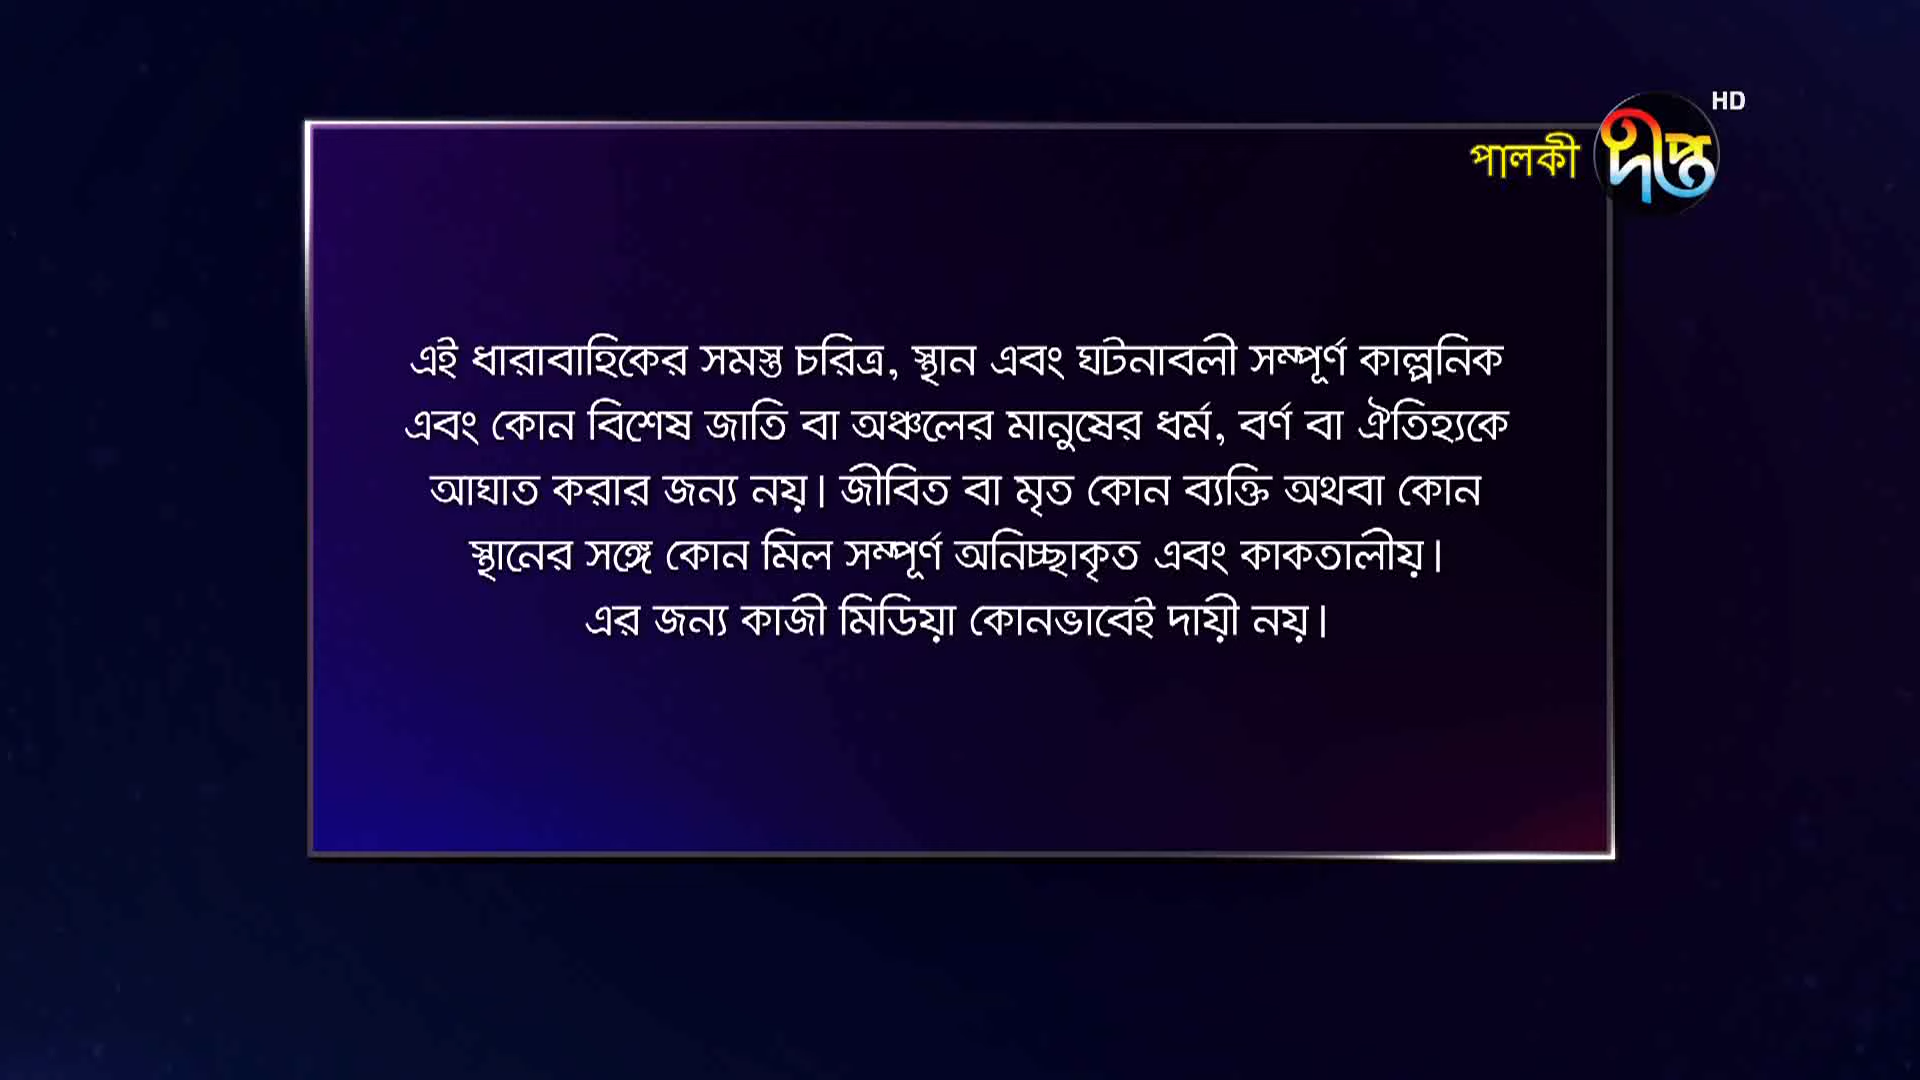 HD
পালকী
দীপ্ত
এই ধারাবাহিকের সমস্ত চরিত্র, স্থান এবং ঘটনাবলী সম্পূর্ণ কাল্পনিক
এবং কোন বিশেষ জাতি বা অঞ্চলের মানুষের ধর্ম, বর্ণ বা ঐতিহ্যকে
আঘাত করার জন্য নয়। জীবিত বা মৃত কোন ব্যক্তি অথবা কোন
স্থানের সঙ্গে কোন মিল সম্পূর্ণ অনিচ্ছাকৃত এবং কাকতালীয়।
এর জন্য কাজী মিডিয়া কোনভাবেই দায়ী নয়।